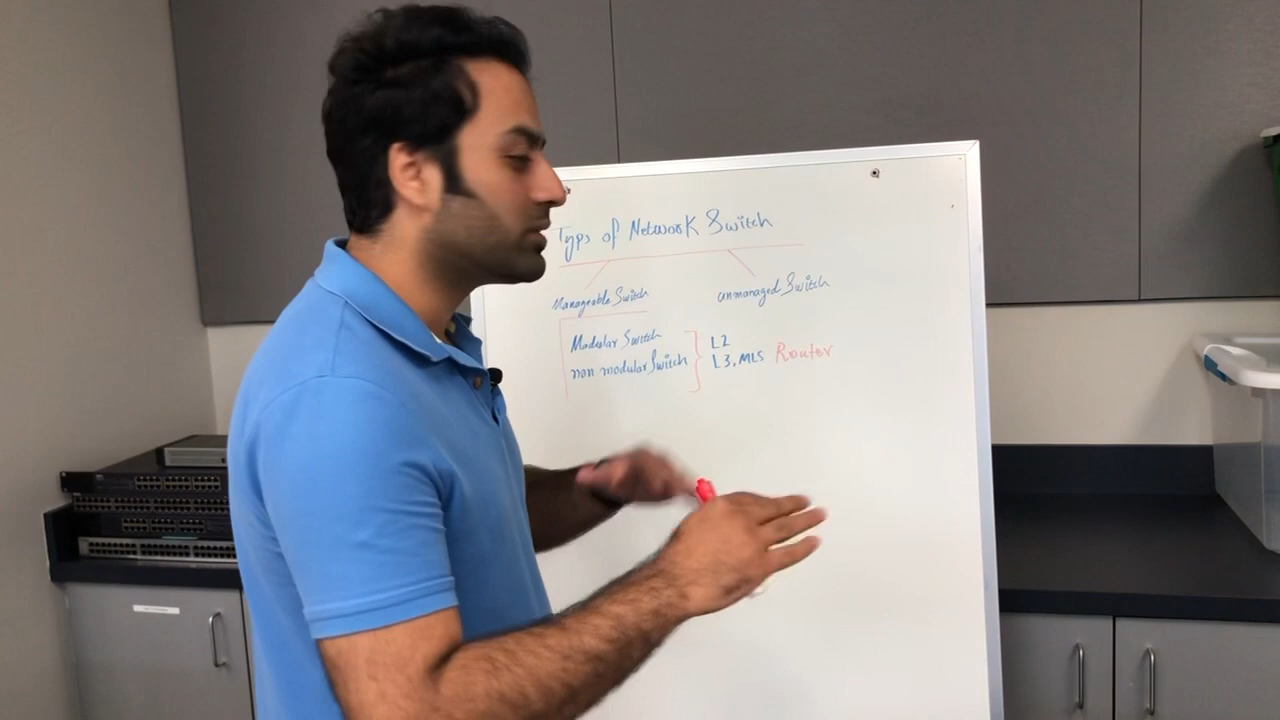 Typs of Network Switch
Manageable Switch
unmanaged Switch
Modular Switch
non modular Switch
L2
L3, MLS Router